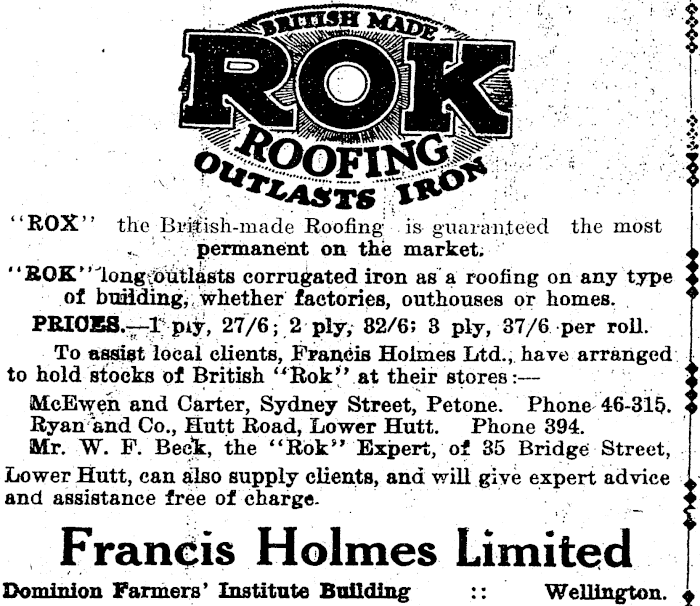 BRITISH MADE
ROK
ROOFING
OUTLASTS IRON
"ROX" the British-made Roofing is guaranteed the most
permanent on the market.
"ROK" long outlasts corrugated iron as a roofing on any type
of building, whether factories, outhouses or homes.
PRICES.—1 ply, 27/6; 2 ply, 32/6; 3 ply, 37/6 per roll.
To assist local clients, Francis Holmes Ltd., have arranged
to hold stocks of British "Rok" at their stores:—
McEwen and Carter, Sydney Street, Petone. Phone 46-315.
Ryan and Co., Hutt Road, Lower Hutt. Phone 394.
Mr. W. F. Beck, the "Rok" Expert, of 35 Bridge Street,
Lower Hutt, can also supply clients, and will give expert advice
and assistance free of charge.
Francis Holmes Limited
Dominion Farmers' Institute Building :: Wellington.